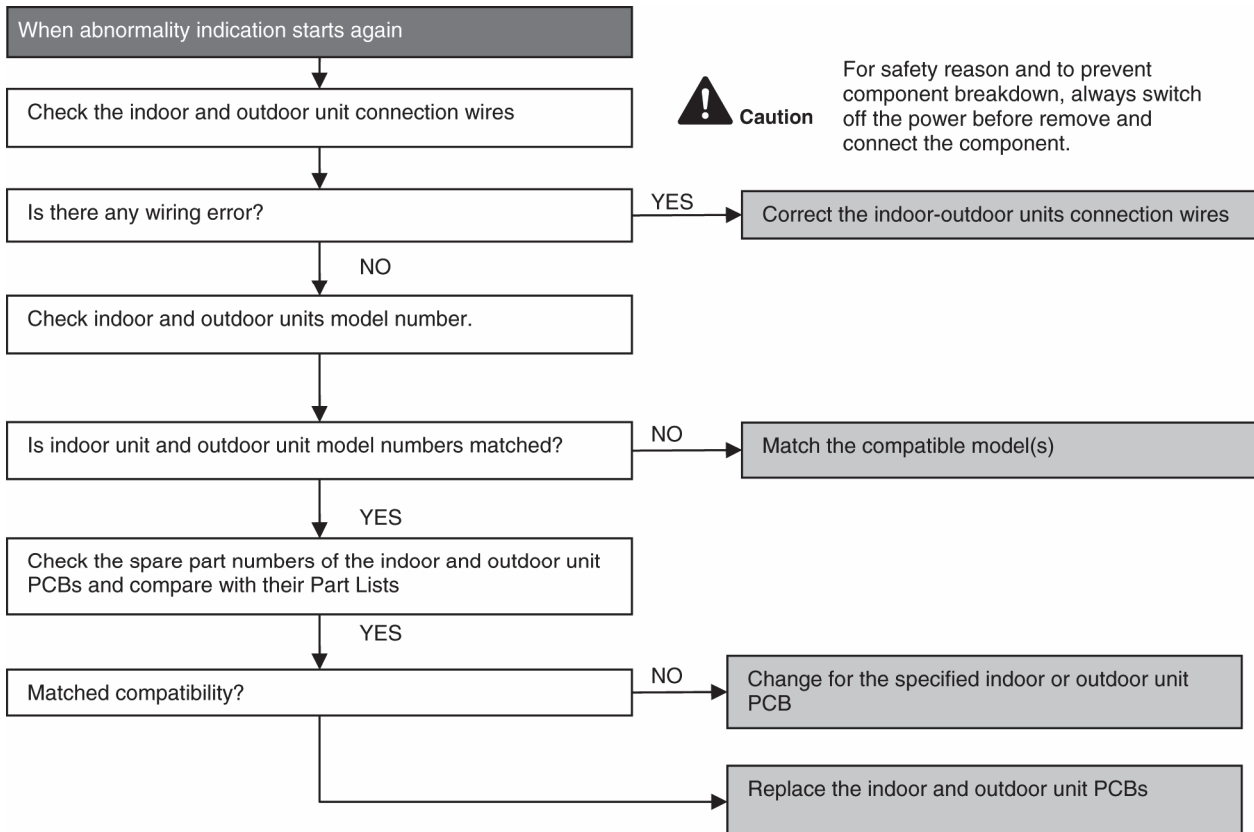 When abnormality indication starts again
Check the indoor and outdoor unit connection wires
Caution
For safety reason and to prevent
component breakdown, always switch
off the power before remove and
connect the component.
Is there any wiring error?
YES
Correct the indoor-outdoor units connection wires
NO
Check indoor and outdoor units model number.
Is indoor unit and outdoor unit model numbers matched?
NO
Match the compatible model(s)
YES
Check the spare part numbers of the indoor and outdoor unit
PCBs and compare with their Part Lists
YES
Matched compatibility?
NO
Change for the specified indoor or outdoor unit
PCB
Replace the indoor and outdoor unit PCBs